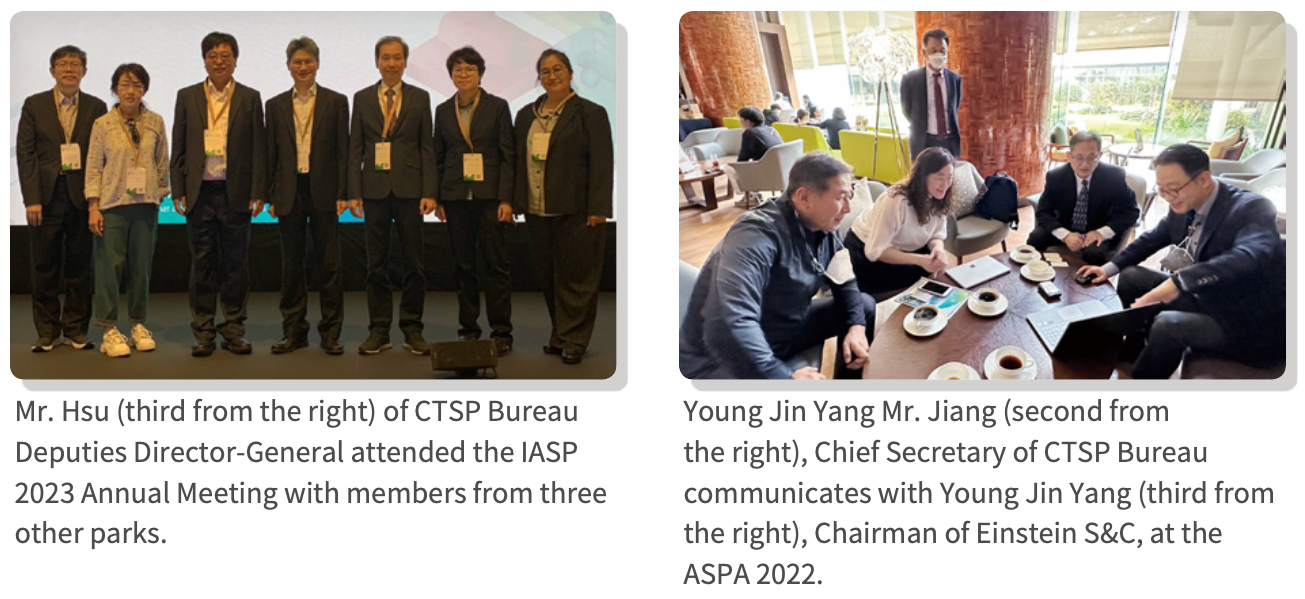 Mr. Hsu (third from the right) of CTSP Bureau
Deputies Director-General attended the IASP
2023 Annual Meeting with members from three
other parks.
Young Jin Yang Mr. Jiang (second from
the right), Chief Secretary of CTSP Bureau
communicates with Young Jin Yang (third from
the right), Chairman of Einstein S&C, at the
ASPA 2022.